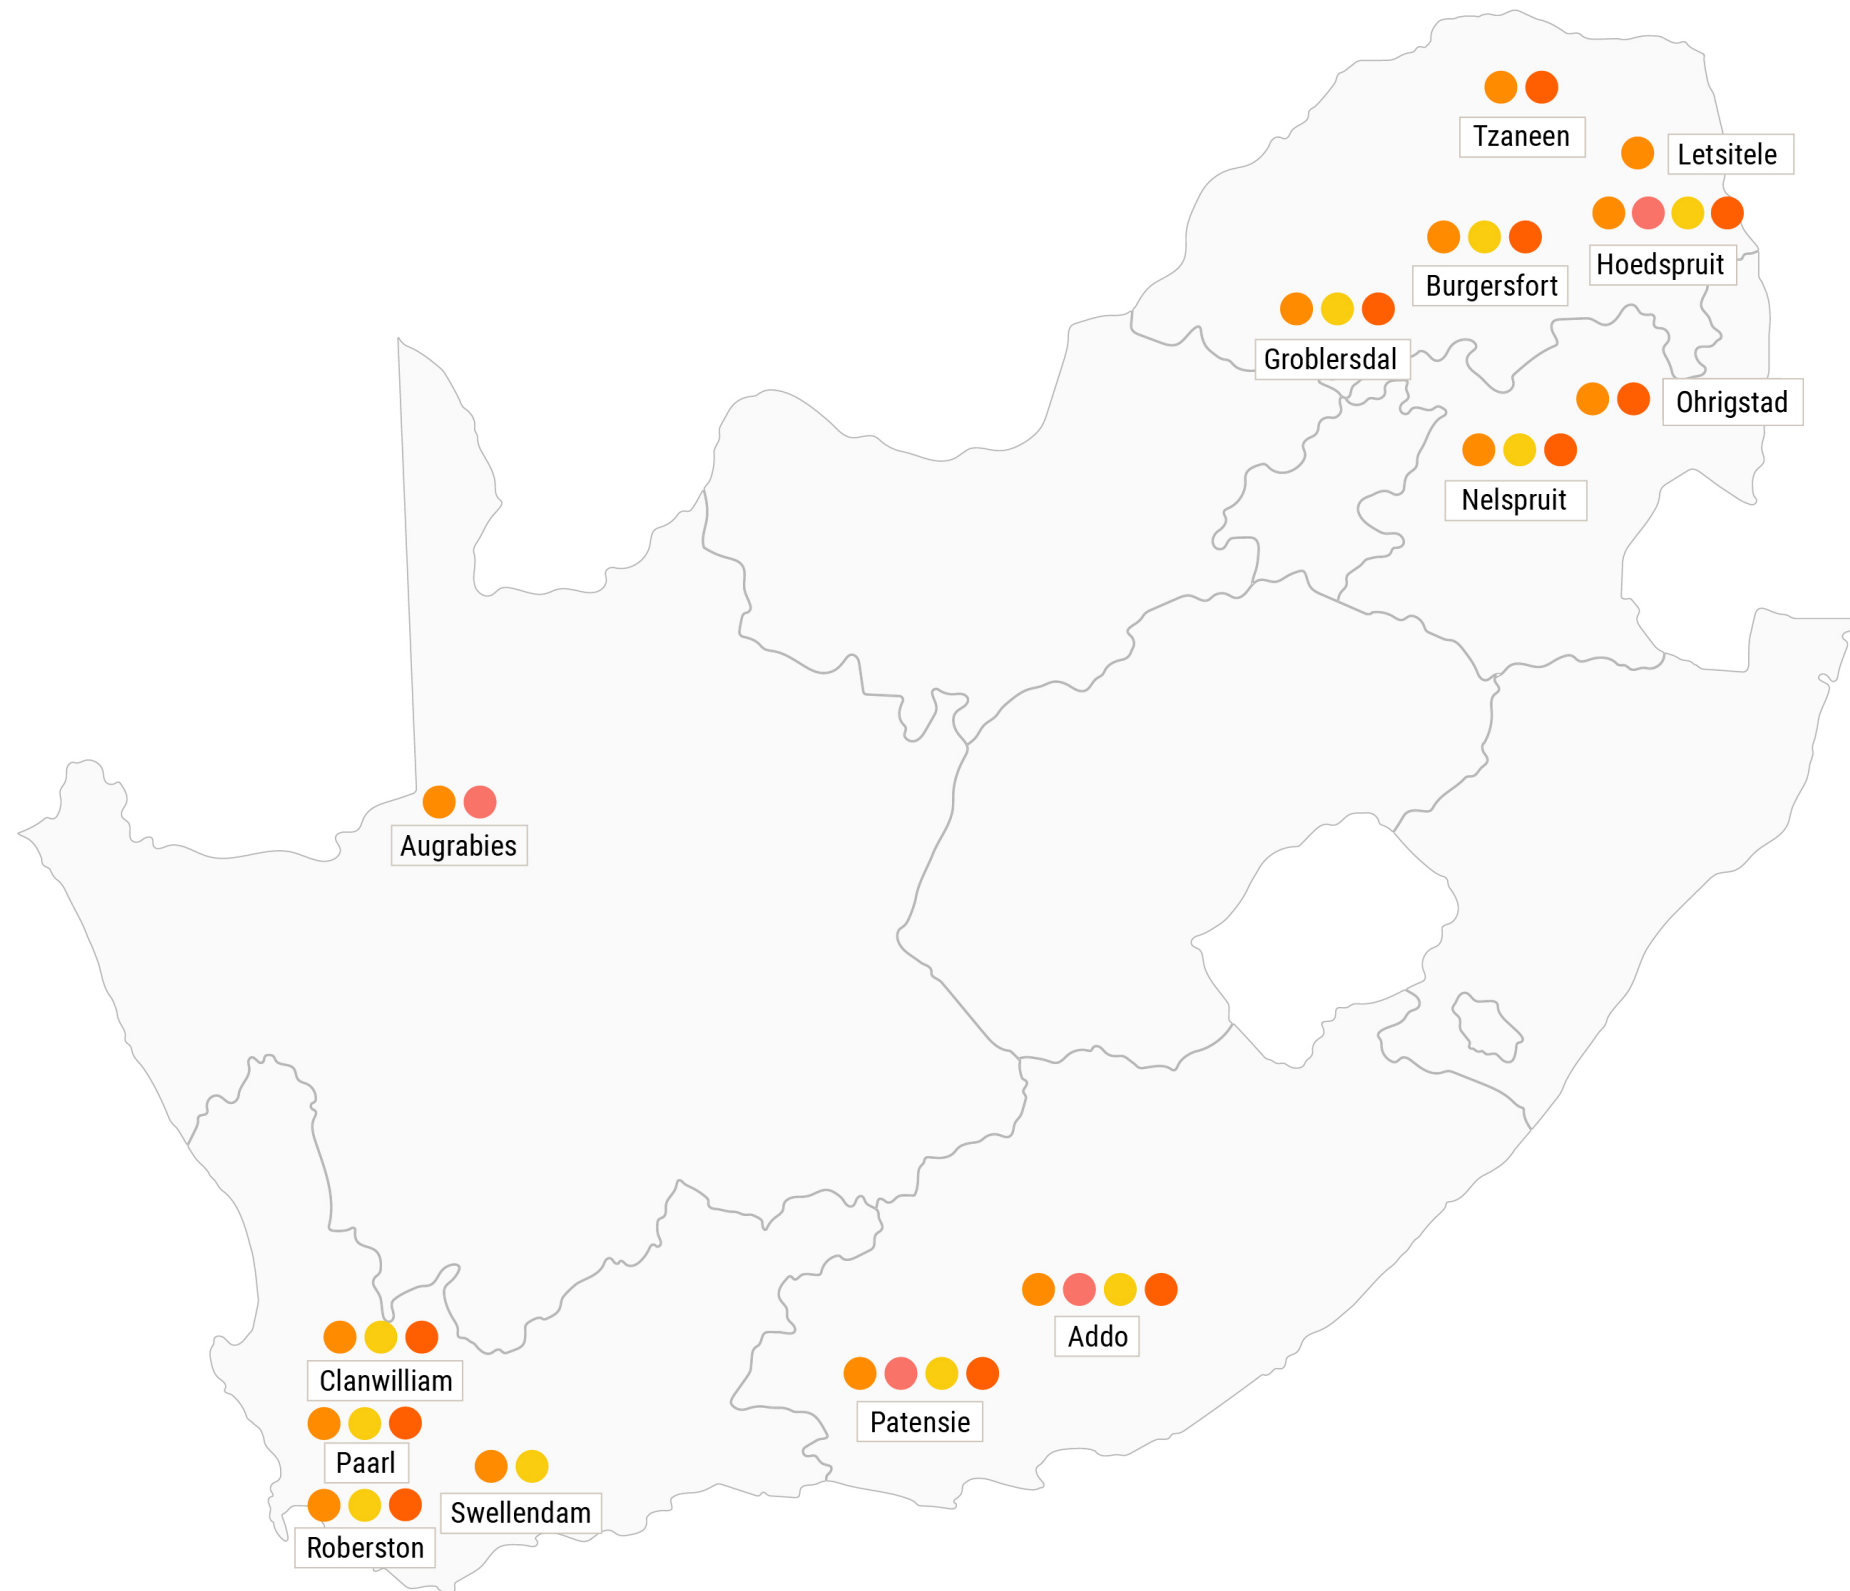 Tzaneen
Letsitele
Hoedspruit
Burgersfort
Groblersdal
Ohrigstad
Nelspruit
Augrabies
Addo
Clanwilliam
Patensie
Paarl
Swellendam
Roberston